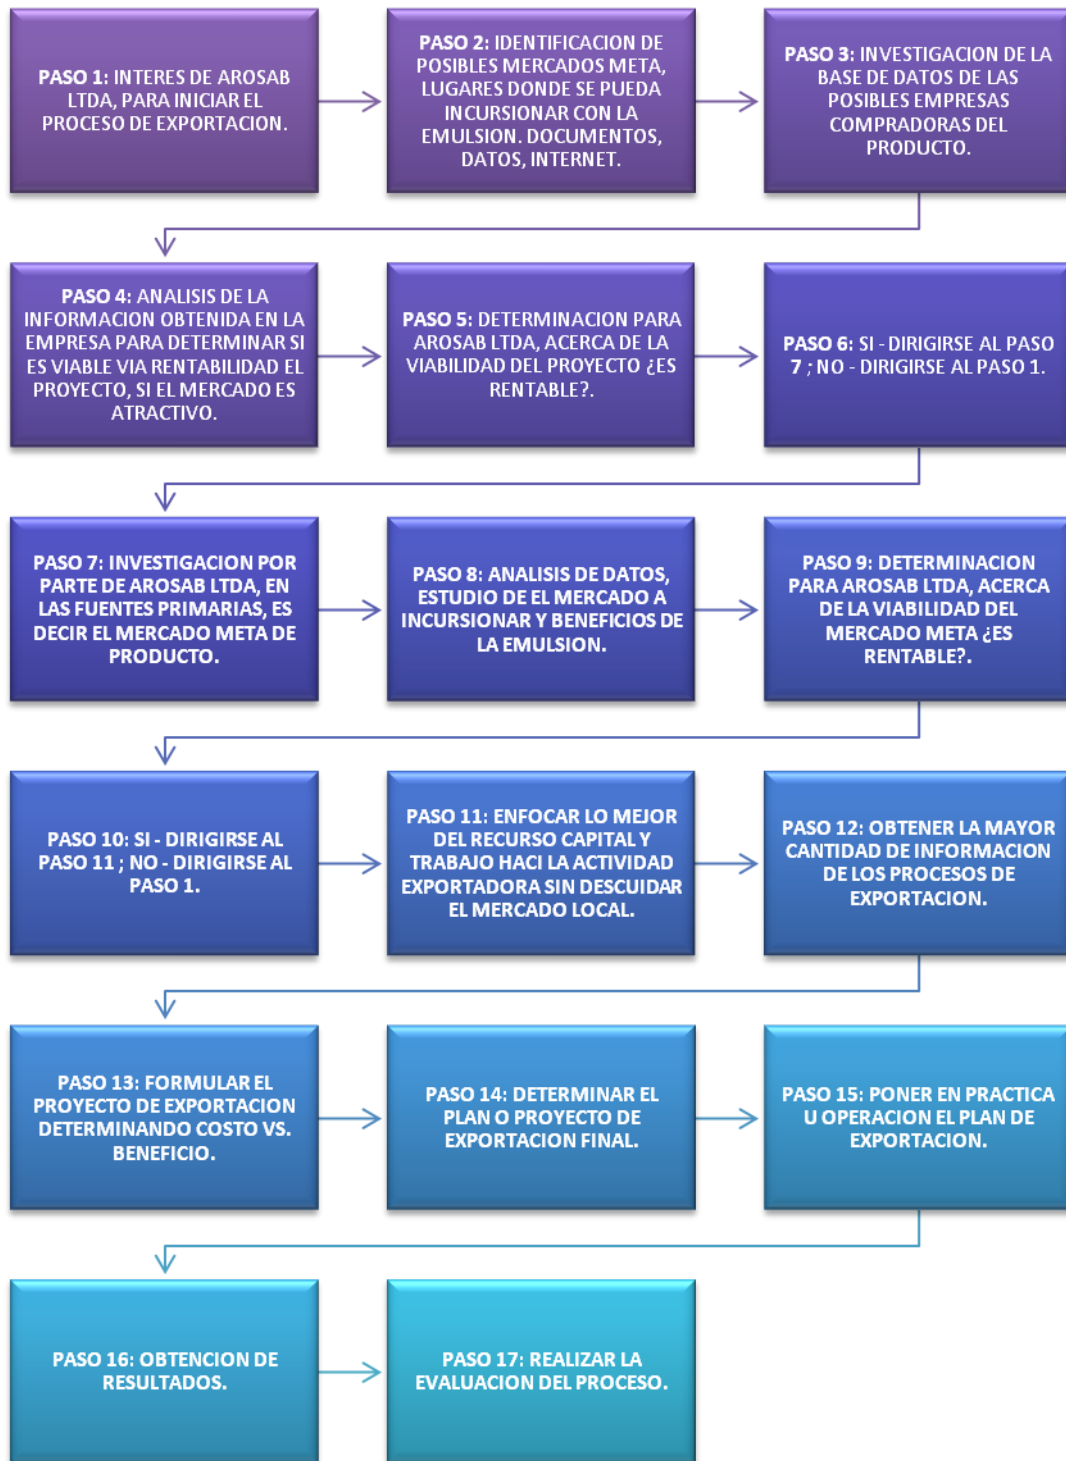 PASO 1: INTERES DE AROSAB
LTDA, PARA INICIAR EL
PROCESO DE EXPORTACION.
PASO 2: IDENTIFICACION DE
POSIBLES MERCADOS META,
LUGARES DONDE SE PUEDA
INCURSIONAR CON LA
EMULSION. DOCUMENTOS,
DATOS, INTERNET.
PASO 3: INVESTIGACION DE LA
BASE DE DATOS DE LAS
POSIBLES EMPRESAS
COMPRADORAS DEL
PRODUCTO.
PASO 4: ANALISIS DE LA
INFORMACION OBTENIDA EN LA
EMPRESA PARA DETERMINAR SI
ES VIABLE VIA RENTABILIDAD EL
PROYECTO, SI EL MERCADO ES
ATRACTIVO.
PASO 5: DETERMINACION PARA
AROSAB LTDA, ACERCA DE LA
VIABILIDAD DEL PROYECTO ¿ES
RENTABLE?.
PASO 6: SI - DIRIGIRSE AL PASO
7 ; NO - DIRIGIRSE AL PASO 1.
PASO 7: INVESTIGACION POR
PARTE DE AROSAB LTDA, EN
LAS FUENTES PRIMARIAS, ES
DECIR EL MERCADO META DE
PRODUCTO.
PASO 8: ANALISIS DE DATOS,
ESTUDIO DE EL MERCADO A
INCURSIONAR Y BENEFICIOS DE
LA EMULSION.
PASO 9: DETERMINACION
PARA AROSAB LTDA, ACERCA
DE LA VIABILIDAD DEL
MERCADO META ¿ES
RENTABLE?.
PASO 10: SI - DIRIGIRSE AL
PASO 11 ; NO - DIRIGIRSE AL
PASO 1.
PASO 11: ENFOCAR LO MEJOR
DEL RECURSO CAPITAL Y
TRABAJO HACI LA ACTIVIDAD
EXPORTADORA SIN DESCUIDAR
EL MERCADO LOCAL.
PASO 12: OBTENER LA MAYOR
CANTIDAD DE INFORMACION
DE LOS PROCESOS DE
EXPORTACION.
PASO 13: FORMULAR EL
PROYECTO DE EXPORTACION
DETERMINANDO COSTO VS.
BENEFICIO.
PASO 14: DETERMINAR EL
PLAN O PROYECTO DE
EXPORTACION FINAL.
PASO 15: PONER EN PRACTICA
U OPERACION EL PLAN DE
EXPORTACION.
PASO 16: OBTENCION DE
RESULTADOS.
PASO 17: REALIZAR LA
EVALUACION DEL PROCESO.